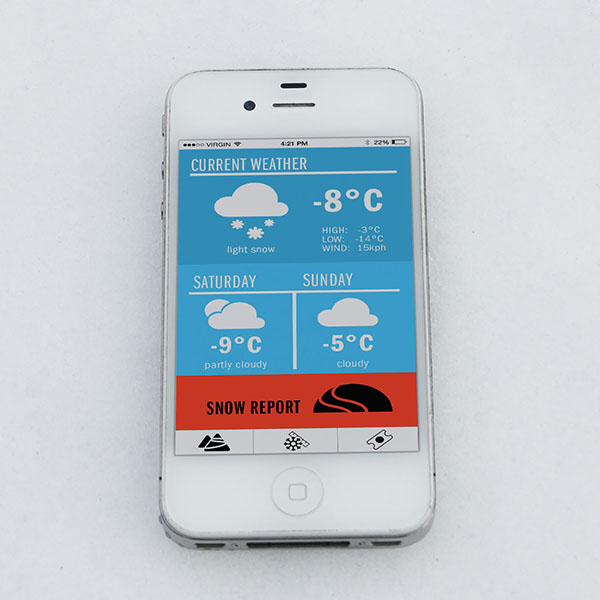 VIRGIN 4:21 PM 22%
CURRENT WEATHER
-8°C
light snow
HIGH: -3°C
LOW: -14°C
WIND: 15kph
SATURDAY SUNDAY
-9°C -5°C
partly cloudy cloudy
SNOW REPORT